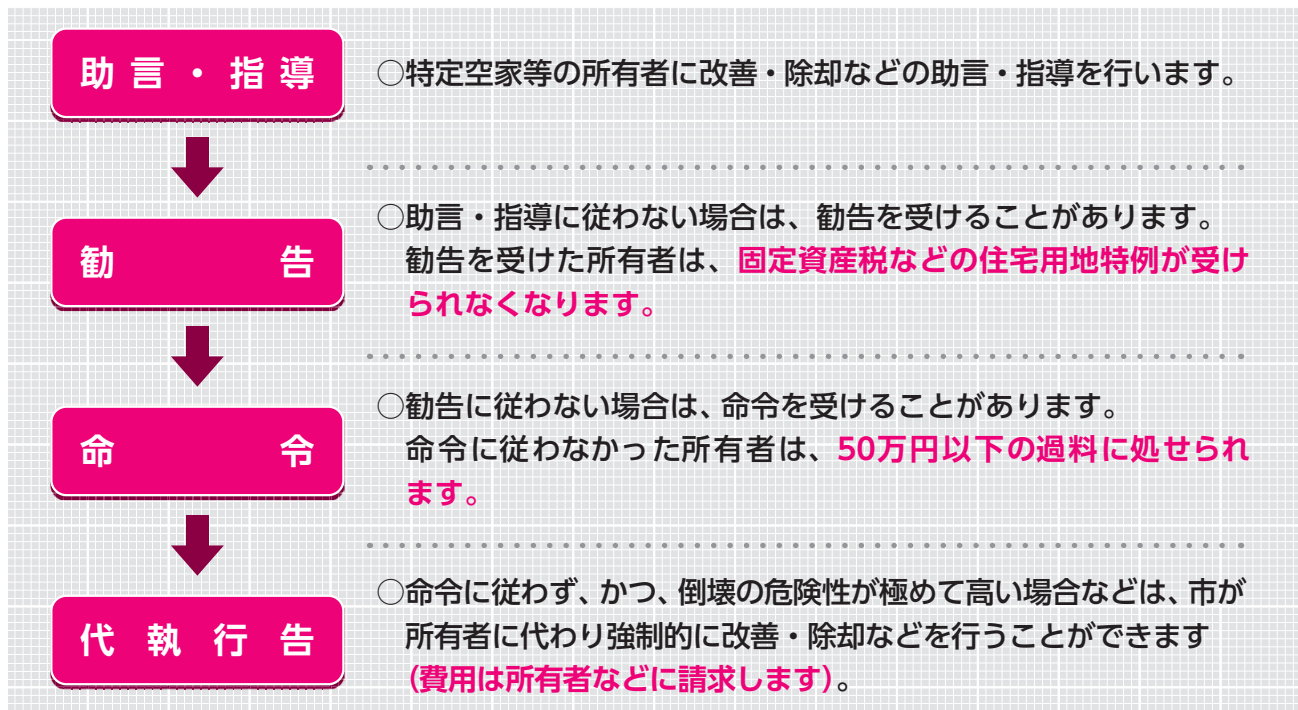 助言・指導
○特定空家等の所有者に改善・除却などの助言・指導を行います。
勧告
○助言・指導に従わない場合は、勧告を受けることがあります。
勧告を受けた所有者は、固定資産税などの住宅用地特例が受け
られなくなります。
命令
○勧告に従わない場合は、命令を受けることがあります。
命令に従わなかった所有者は、50万円以下の過料に処せられ
ます。
代執行告
○命令に従わず、かつ、倒壊の危険性が極めて高い場合などは、市が
所有者に代わり強制的に改善・除却などを行うことができます
（費用は所有者などに請求します）。